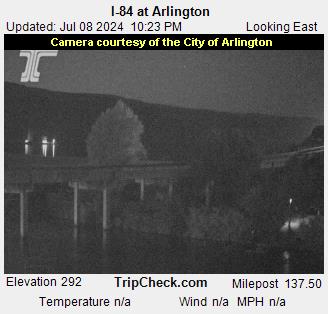 I-84 at Arlington
Updated: Jul 08 2024 10:23 PM Looking East
Camera courtesy of the City of Arlington
Elevation 292 TripCheck.com Milepost 137.50
Temperature n/a Wind n/a MPH n/a